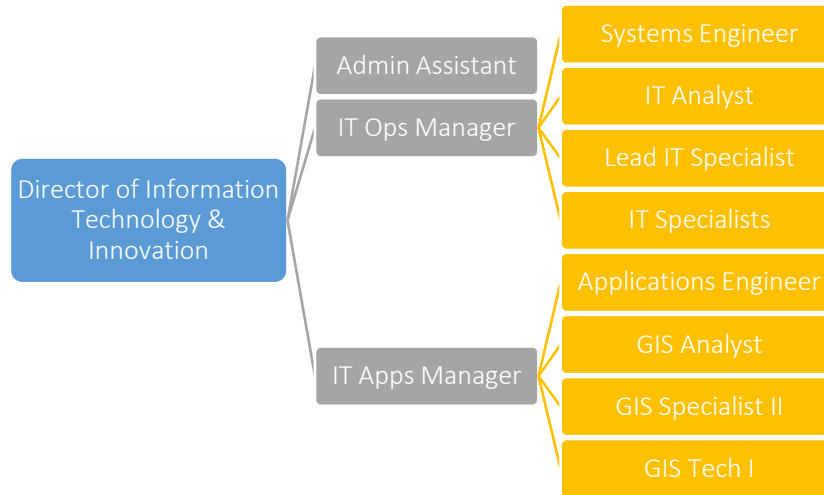 Director of Information
Technology &
Innovation
Admin Assistant
IT Ops Manager
Systems Engineer
IT Analyst
Lead IT Specialist
IT Specialists
IT Apps Manager
Applications Engineer
GIS Analyst
GIS Specialist II
GIS Tech I